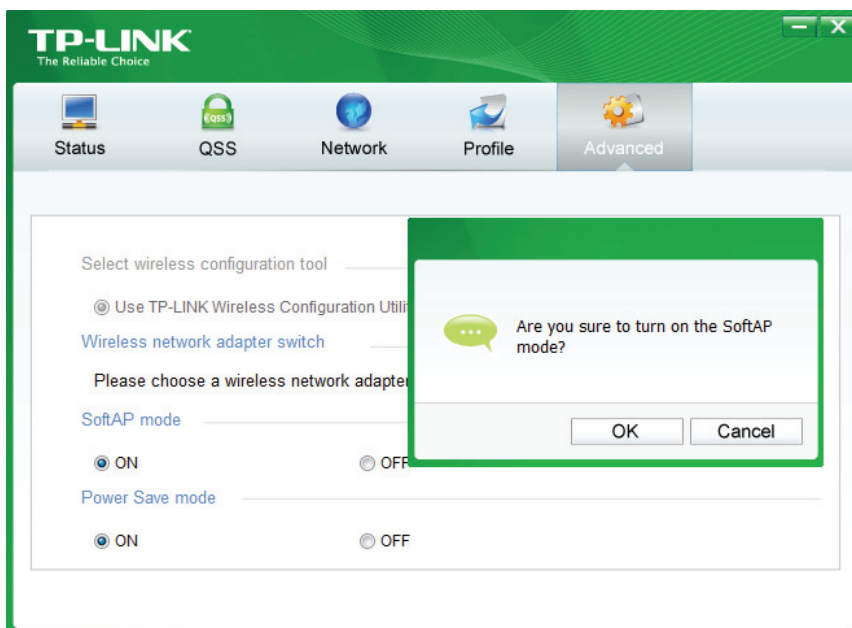 TP-LINK
The Reliable Choice
QSS
Status
QSS
Network
Profile
Advanced
Select wireless configuration tool
Use TP-LINK Wireless Configuration
Wireless network adapter switch
Please choose a wireless network adapter
SoftAP mode
ON
OFF
Power Save mode
ON
OFF
Are you sure to turn on the SoftAP
mode?
OK
Cancel